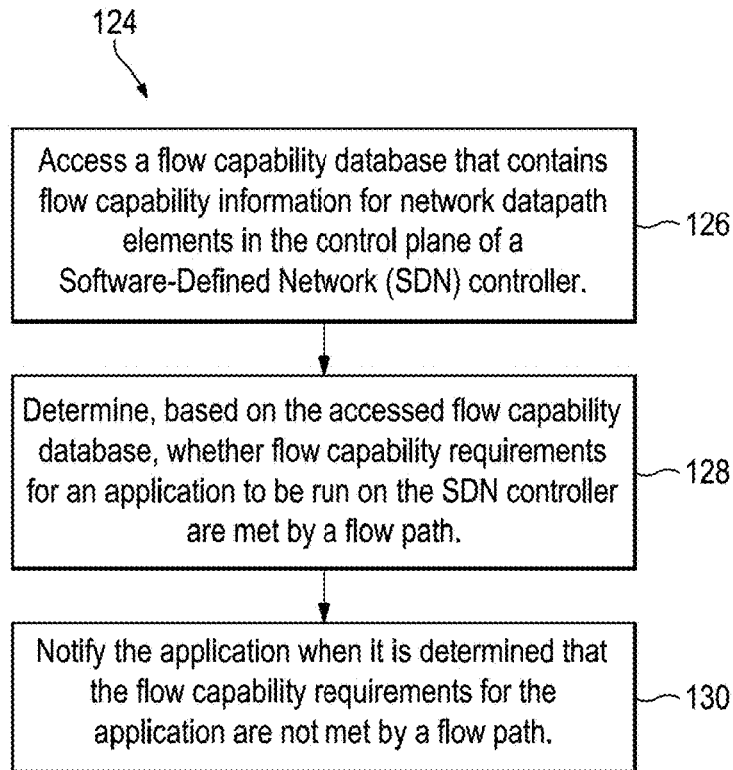 124
Access a flow capability database that contains
flow capability information for network datapath
elements in the control plane of a
Software-Defined Network (SDN) controller.
126
Determine, based on the accessed flow capability
database, whether flow capability requirements
for an application to be run on the SDN controller
are met by a flow path.
128
Notify the application when it is determined that
the flow capability requirements for the
application are not met by a flow path.
130